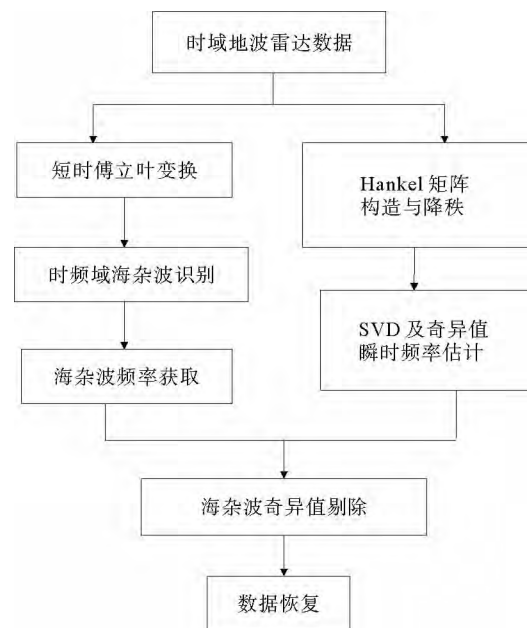 时域地波雷达数据
短时傅立叶变换
时频域海杂波识别
海杂波频率获取
Hankel 矩阵
构造与降秩
SVD 及奇异值
瞬时频率估计
海杂波奇异值剔除
数据恢复